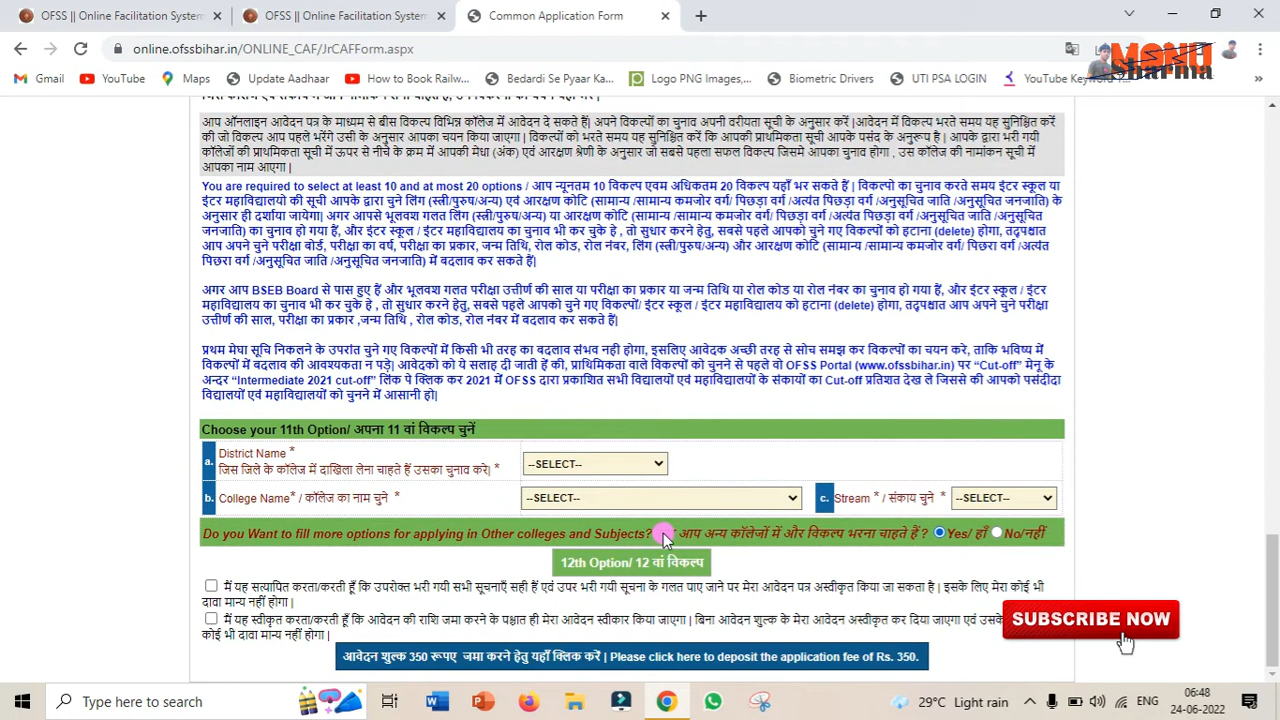 OFSS || Online Facilitation System
OFSS || Online Facilitation System
Common Application Form
online.ofssbihar.in/ONLINE_CAF/JrCAFForm.aspx
MONU
Sharma
Gmail
YouTube
Maps
Update Aadhaar
How to Book Railw...
Bedardi Se Pyaar Ka...
Logo PNG Images,...
Biometric Drivers
UTI PSA LOGIN
YouTube Keyword T...
आप ऑनलाइन आवेदन पत्र के माध्यम से बीस विकल्प विभिन्न कॉलेज में आवेदन दे सकते हैं| अपने विकल्पों का चुनाव अपनी वरीयता सूची के अनुसार करें |आवेदन में विकल्प भरते समय यह सुनिश्चित करें
की जो विकल्प आप पहले भरेंगे उसी के अनुसार आपका चयन किया जाएगा | विकल्पों को भरते समय यह सुनिश्चित करें कि आपकी प्राथमिकता सूची आपके पसंद के अनुरूप है | आपके द्वारा भरी गयी
कॉलेजों की प्राथमिकता सूची में ऊपर से नीचे के क्रम में आपकी मेधा (अंक) एवं आरक्षण श्रेणी के अनुसार जो सबसे पहला सफल विकल्प जिसमे आपका चुनाव होगा , उस कॉलेज की नामांकन सूची में
आपका नाम आएगा |
You are required to select at least 10 and at most 20 options / आप न्यूनतम 10 विकल्प एवम अधिकतम 20 विकल्प यहाँ भर सकते हैं | विकल्पो का चुनाव करते समय इंटर स्कूल या
इंटर महाविद्यालयों की सूची आपके द्वारा चुने लिंग (स्त्री/पुरुष/अन्य) एवं आरक्षण कोटि (सामान्य /सामान्य कमजोर वर्ग/ पिछड़ा वर्ग /अत्यंत पिछड़ा वर्ग /अनुसूचित जाति /अनुसूचित जनजाति) के
अनुसार ही दर्शाया जायेगा| अगर आपसे भूलवश गलत लिंग (स्त्री/पुरुष/अन्य) या आरक्षण कोटि (सामान्य /सामान्य कमजोर वर्ग/ पिछड़ा वर्ग /अत्यंत पिछड़ा वर्ग /अनुसूचित जाति /अनुसूचित
जनजाति) का चुनाव हो गया हैं, और इंटर स्कूल / इंटर महाविद्यालय का चुनाव भी कर चुके है , तो सुधार करने हेतु, सबसे पहले आपको चुने गए विकल्पों को हटाना (delete) होगा, तद्पश्चात
आप अपने चुने परीक्षा बोर्ड, परीक्षा का वर्ष, परीक्षा का प्रकार, जन्म तिथि, रोल कोड, रोल नंबर, लिंग (स्त्री/पुरुष/अन्य) और आरक्षण कोटि (सामान्य /सामान्य कमजोर वर्ग/ पिछरा वर्ग /अत्यंत
पिछरा वर्ग /अनुसूचित जाति /अनुसूचित जनजाति) में बदलाव कर सकते हैं|
अगर आप BSEB Board से पास हुए हैं और भूलवश गलत परीक्षा उत्तीर्ण की साल या परीक्षा का प्रकार या जन्म तिथि या रोल कोड या रोल नंबर का चुनाव हो गया हैं, और इंटर स्कूल / इंटर
महाविद्यालय का चुनाव भी कर चुके है , तो सुधार करने हेतु, सबसे पहले आपको चुने गए विकल्पों/ इंटर स्कूल / इंटर महाविद्यालय को हटाना (delete) होगा, तद्पश्चात आप अपने चुने परीक्षा
उत्तीर्ण की साल, परीक्षा का प्रकार ,जन्म तिथि , रोल कोड, रोल नंबर में बदलाव कर सकते हैं|
प्रथम मेघा सूचि निकलने के उपरांत चुने गए विकल्पों में किसी भी तरह का बदलाव संभव नही होगा, इसलिए आवेदक अच्छी तरह से सोच समझ कर विकल्पों का चयन करे, ताकि भविष्य में
विकल्पों में बदलाव की आवश्यकता न पड़े| आवेदको को ये सलाह दी जाती हैं की, प्राथिमिकता वाले विकल्पों को चुनने से पहले वो OFSS Portal (www.ofssbihar.in) पर “Cut-off” मेनू के
अन्दर “Intermediate 2021 cut-off” लिंक पे क्लिक कर 2021 में OFSS दारा प्रकाशित सभी विद्यालयों एवं महाविद्यालयों के संकायों का Cut-off प्रतिशत देख ले जिससे की आपको पसंदीदा
विद्यालयों एवं महाविद्यालयों को चुनने में आसानी हो|
Choose your 11th Option/ अपना 11 वां विकल्प चुनें
a. District Name *
जिस जिले के कॉलेज में दाखिला लेना चाहते हैं उसका चुनाव करे| * --SELECT--
b. College Name* / कॉलेज का नाम चुने * --SELECT-- c. Stream * / संकाय चुने * --SELECT--
Do you Want to fill more options for applying in Other colleges and Subjects? आप अन्य कॉलेजों में और विकल्प भरना चाहते हैं ? Yes/ हाँ No/नहीं
12th Option/ 12 वां विकल्प
मैं यह सत्यापित करता/करती हूँ कि उपरोक्त भरी गयी सभी सूचनाएँ सही हैं एवं उपर भरी गयी सूचना के गलत पाए जाने पर मेरा आवेदन पत्र अस्वीकृत किया जा सकता है | इसके लिए मेरा कोई भी
दावा मान्य नहीं होगा |
मैं यह स्वीकृत करता/करती हूँ कि आवेदन की राशि जमा करने के पश्चात ही मेरा आवेदन स्वीकार किया जाएगा | बिना आवेदन शुल्क के मेरा आवेदन अस्वीकृत कर दिया जाएगा एवं
कोई भी दावा मान्य नहीं होगा |
SUBSCRIBE NOW
आवेदन शुल्क 350 रूपए जमा करने हेतु यहाँ क्लिक करें | Please click here to deposit the application fee of Rs. 350.
Type here to search
29°C Light rain
ENG
06:48
24-06-2022